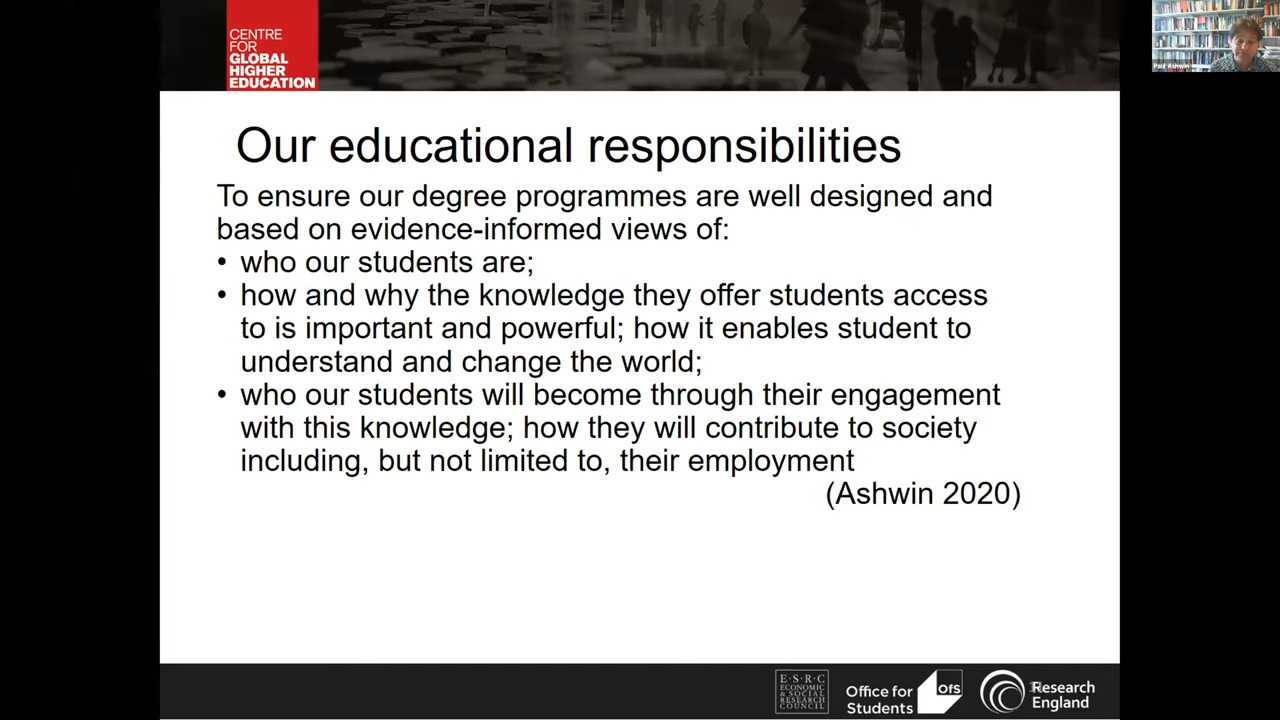 CENTRE
FOR
GLOBAL
HIGHER
EDUCATION
Paul Ashwin
Our educational responsibilities
To ensure our degree programmes are well designed and
based on evidence-informed views of:
• who our students are;
• how and why the knowledge they offer students access
to is important and powerful; how it enables student to
understand and change the world;
• who our students will become through their engagement
with this knowledge; how they will contribute to society
including, but not limited to, their employment
(Ashwin 2020)
E·S·R·C
ECONOMIC
& SOCIAL
RESEARCH
COUNCIL
Office for
Students
OfS
Research
England